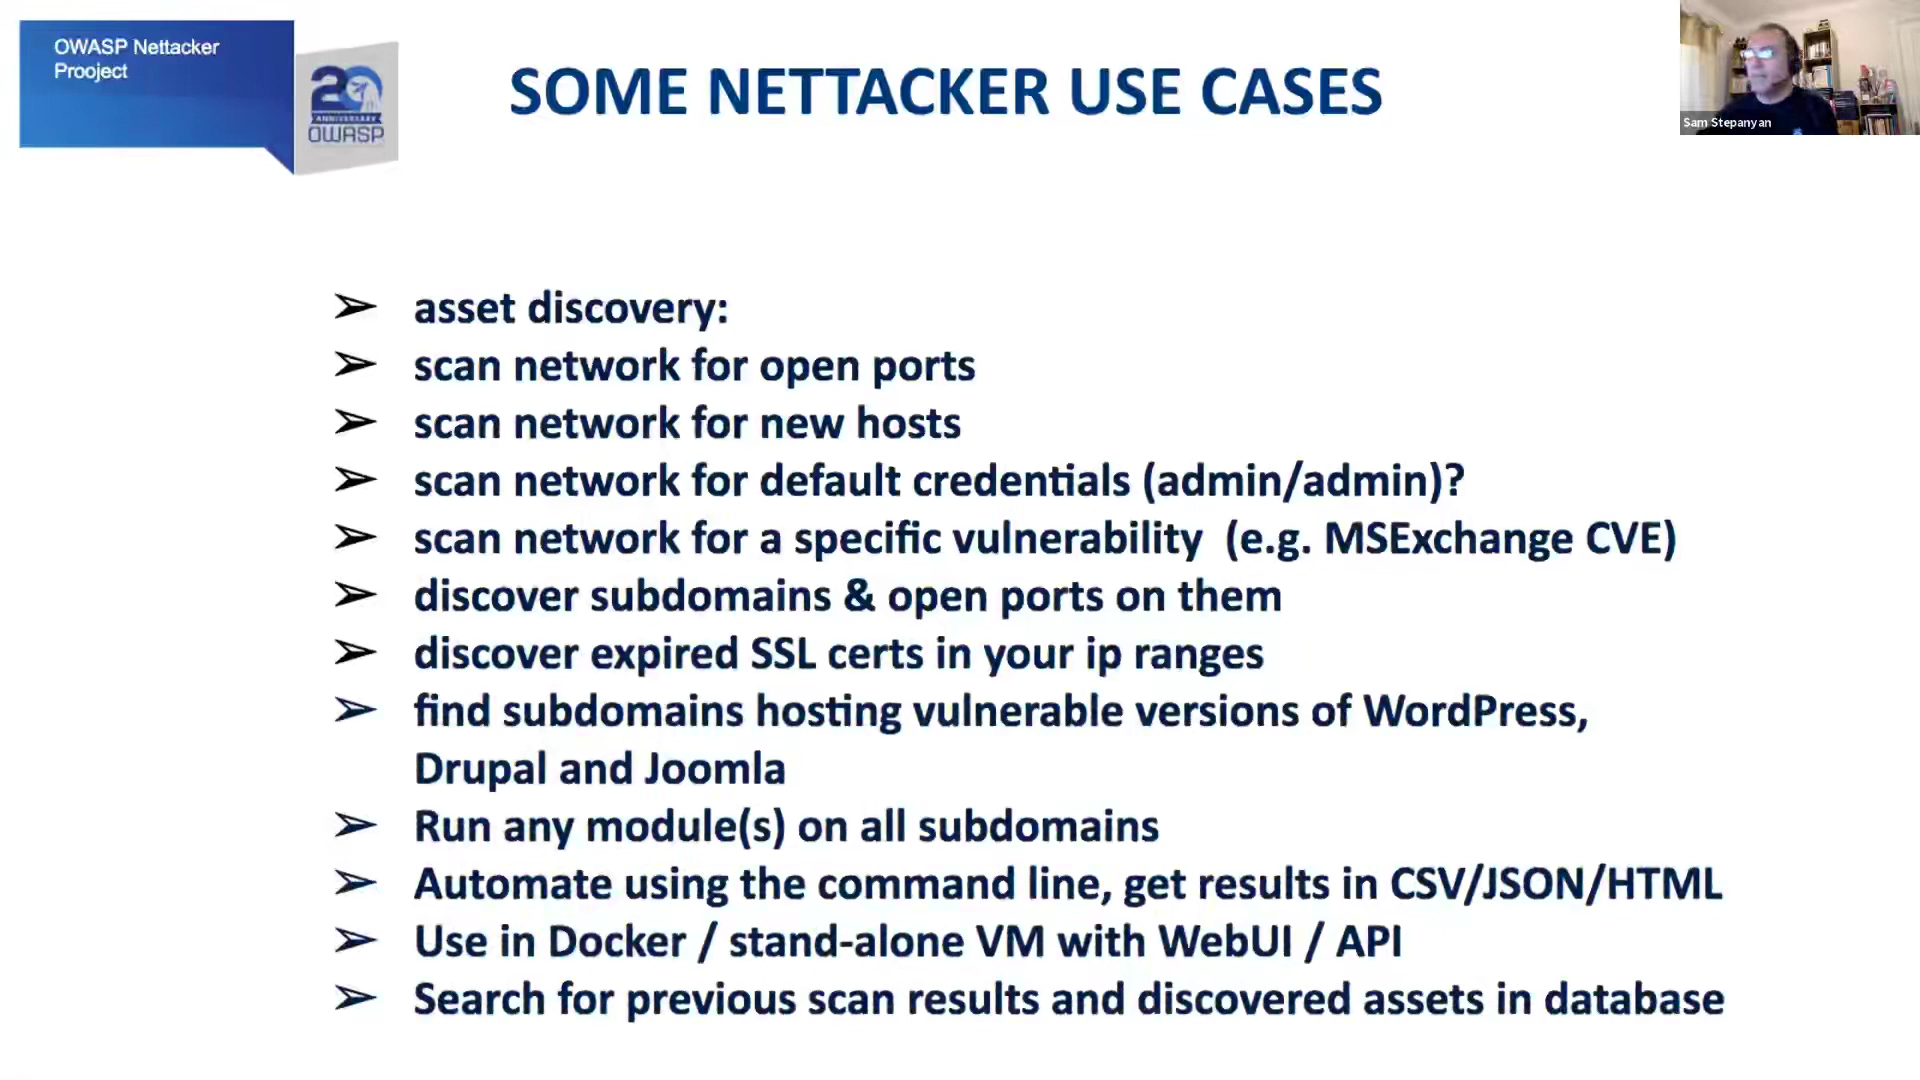 OWASP Nettacker
Prooject
20
ANNIVERSARY
OWASP
SOME NETTACKER USE CASES
Sam Stepanyan
➢ asset discovery:
➢ scan network for open ports
➢ scan network for new hosts
➢ scan network for default credentials (admin/admin)?
➢ scan network for a specific vulnerability (e.g. MSExchange CVE)
➢ discover subdomains & open ports on them
➢ discover expired SSL certs in your ip ranges
➢ find subdomains hosting vulnerable versions of WordPress,
Drupal and Joomla
➢ Run any module(s) on all subdomains
➢ Automate using the command line, get results in CSV/JSON/HTML
➢ Use in Docker / stand-alone VM with WebUI / API
➢ Search for previous scan results and discovered assets in database